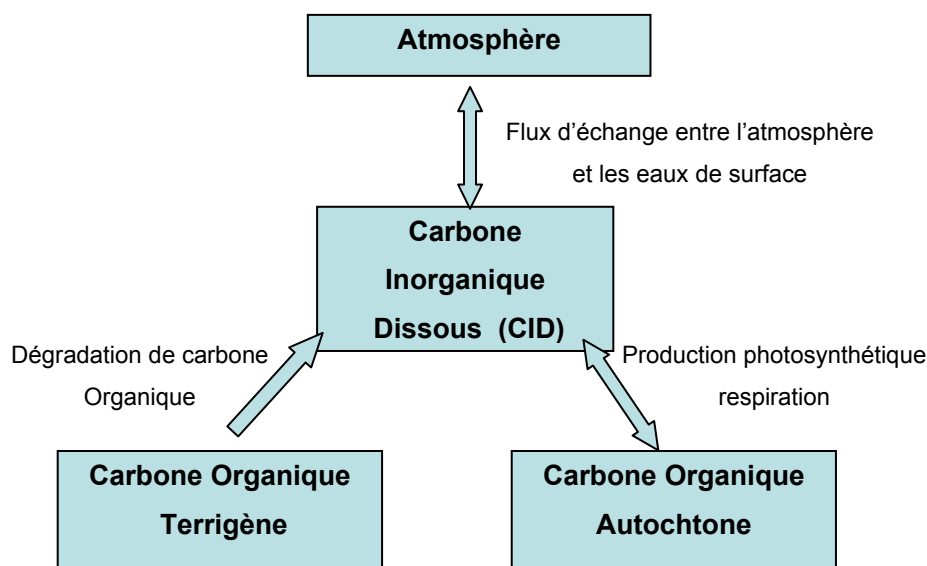 Atmosphère
Flux d'échange entre l'atmosphère
et les eaux de surface
Carbone
Inorganique
Dissous (CID)
Dégradation de carbone
Organique
Production photosynthétique
respiration
Carbone Organique
Terrigène
Carbone Organique
Autochtone